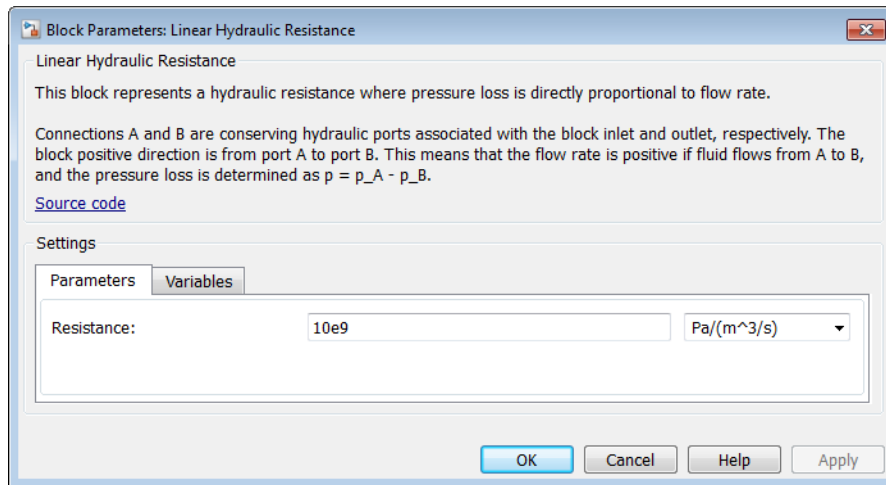 Block Parameters: Linear Hydraulic Resistance
Linear Hydraulic Resistance
This block represents a hydraulic resistance where pressure loss is directly proportional to flow rate.
Connections A and B are conserving hydraulic ports associated with the block inlet and outlet, respectively. The
block positive direction is from port A to port B. This means that the flow rate is positive if fluid flows from A to B,
and the pressure loss is determined as p = p_A - p_B.
Source code
Settings
Parameters Variables
Resistance: 10e9 Pa/(m^3/s)
OK Cancel Help Apply